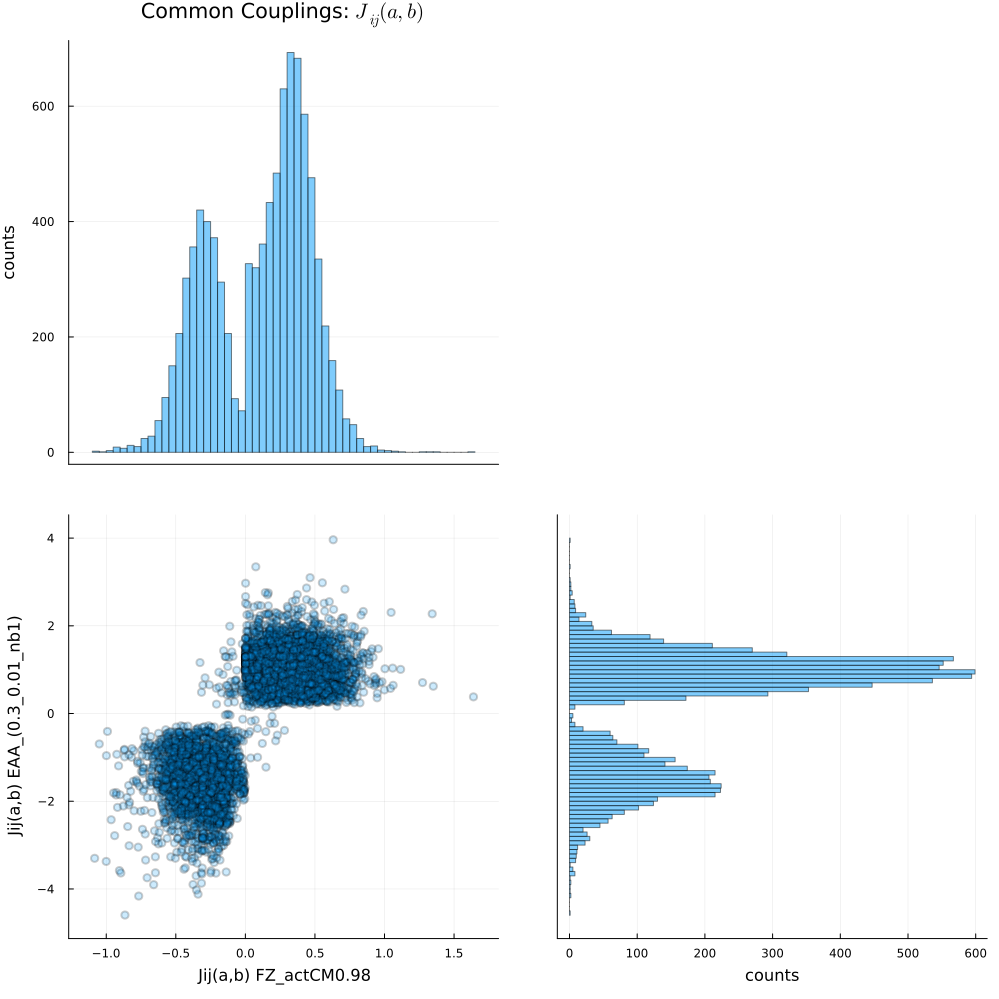 Common Couplings: J_ij(a, b)
counts
600
400
200
0
Jij(a,b) EAA_(0.3_0.01_nb1)
4
2
0
−2
−4
−1.0 −0.5 0.0 0.5 1.0 1.5
Jij(a,b) FZ_actCM0.98
0 100 200 300 400 500 600
counts